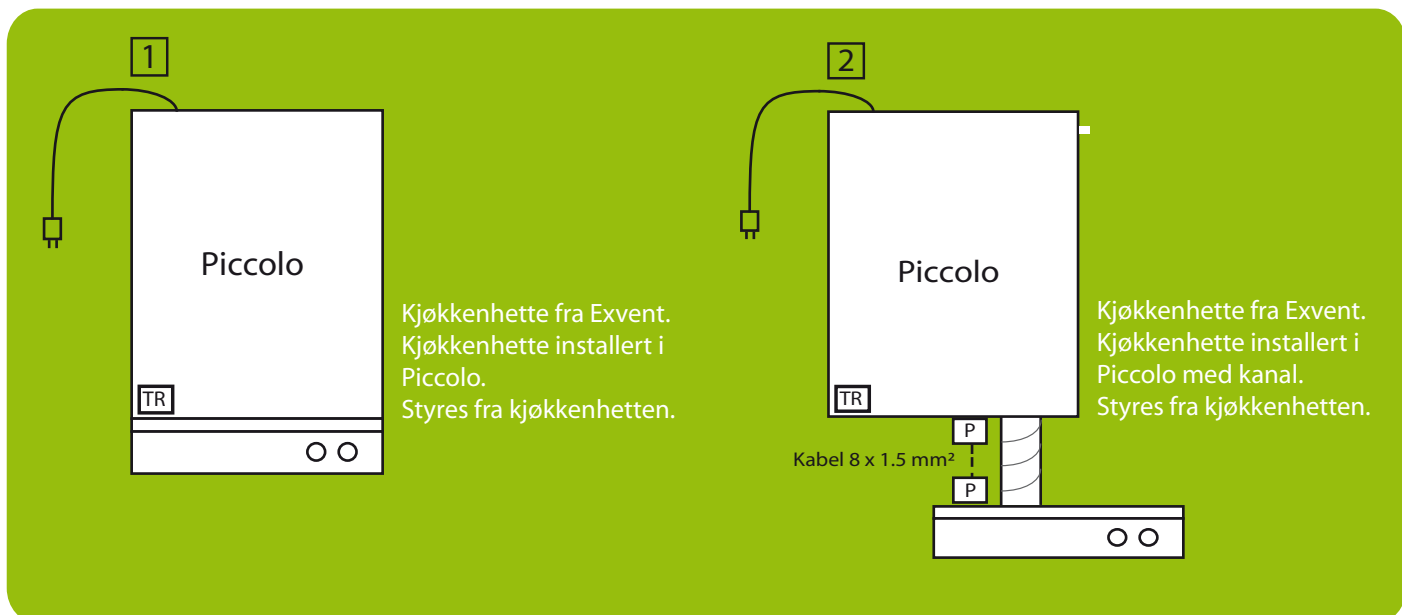 1
Piccolo
Kjøkkenhette fra Exvent.
Kjøkkenhette installert i
Piccolo.
Styres fra kjøkkenhetten.
TR
2
Piccolo
Kjøkkenhette fra Exvent.
Kjøkkenhette installert i
Piccolo med kanal.
Styres fra kjøkkenhetten.
TR
P
Kabel 8 x 1.5 mm²
P